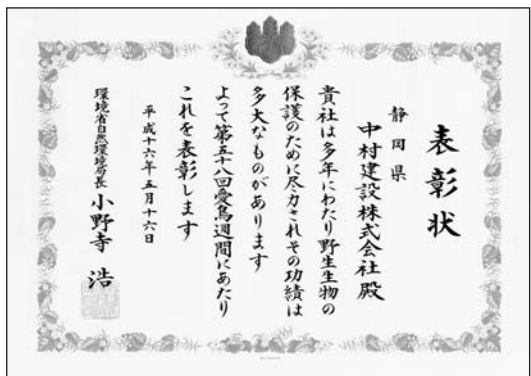 表彰状
静岡県
中村建設株式会社殿
貴社は多年にわたり野生生物の
保護のために尽力されその功績は
多大なものがあります
よって第五十八回愛鳥週間にあたり
これを表彰します
平成十六年五月十六日
環境省自然環境局長 小野寺 浩